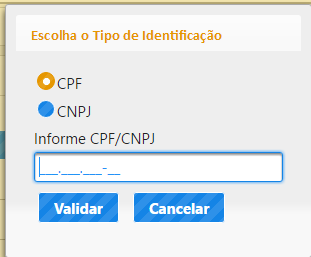 Escolha o Tipo de Identificação
CPF
CNPJ
Informe CPF/CNPJ
___.___.___-__
Validar Cancelar